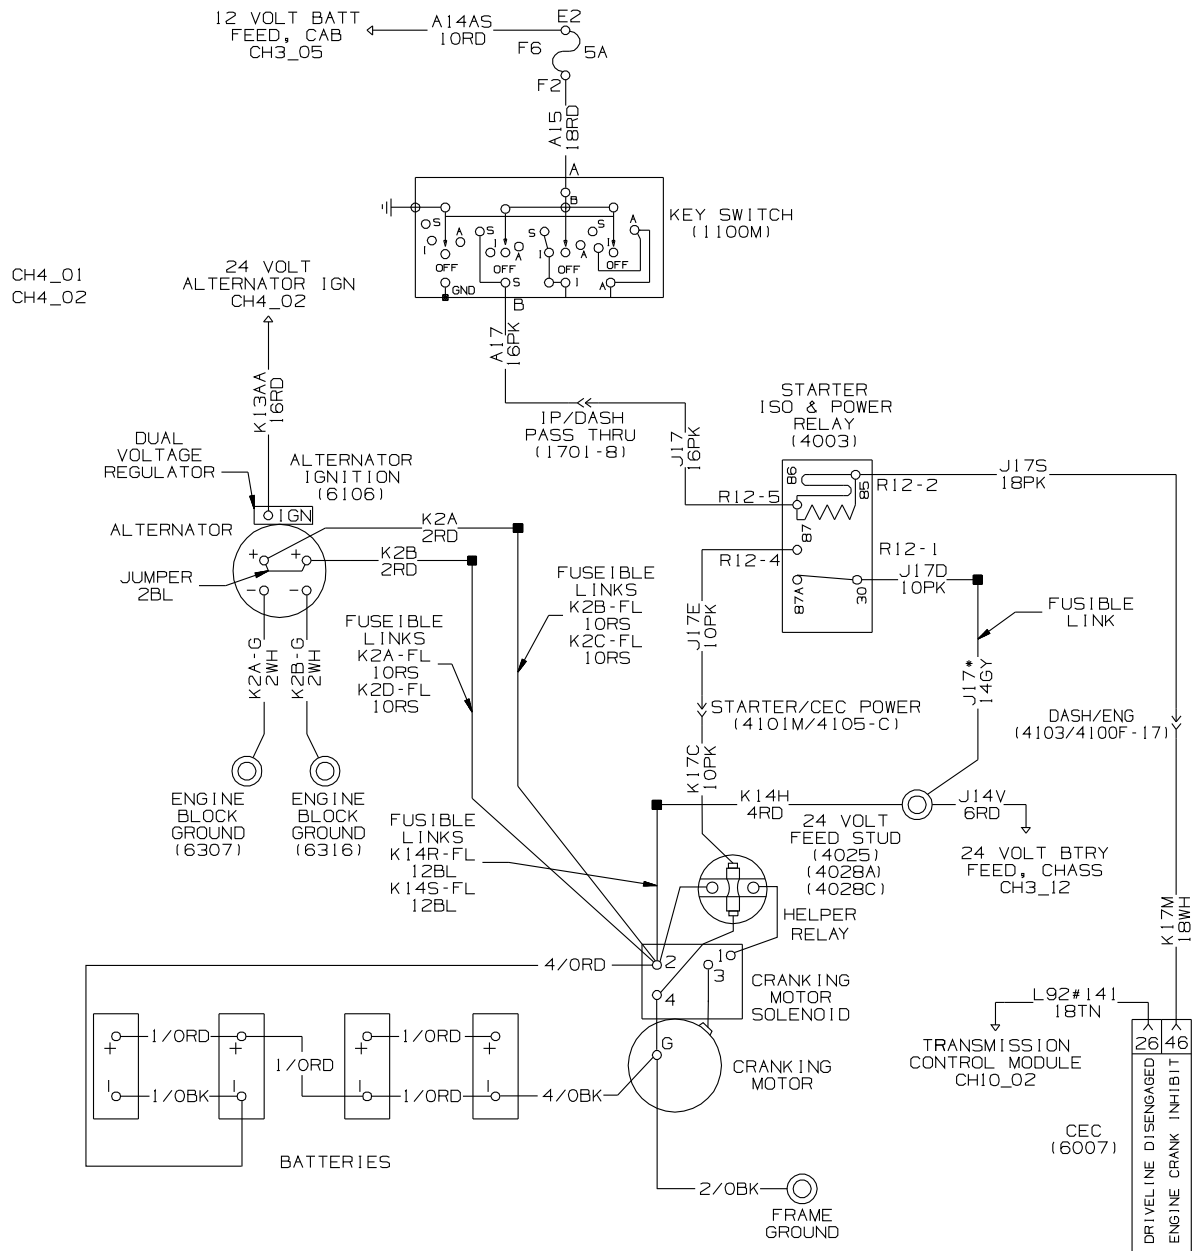 12 VOLT BATT
FEED, CAB
CH3_05
A14AS
10RD
E2
F6
5A
F2
A15
18RD
A
B
S
A
I
OFF
S
I
A
OFF
S
I
A
OFF
S
A
I
OFF
GND
S
I
A
B
KEY SWITCH
(1100M)
CH4_01
CH4_02
24 VOLT
ALTERNATOR IGN
CH4_02
A17
16PK
K13AA
16RD
IP/DASH
PASS THRU
(1701-8)
J17
16PK
STARTER
ISO & POWER
RELAY
(4003)
DUAL
VOLTAGE
REGULATOR
ALTERNATOR
IGNITION
(6106)
IGN
ALTERNATOR
K2A
2RD
K2B
2RD
JUMPER
2BL
+
+
-
-
86
85
87
87A
30
R12-5
R12-2
R12-4
R12-1
J17S
18PK
J17D
10PK
FUSEIBLE
LINKS
K2B-FL
10RS
K2C-FL
10RS
FUSEIBLE
LINKS
K2A-FL
10RS
K2D-FL
10RS
K2A-G
2WH
K2B-G
2WH
J17E
10PK
FUSIBLE
LINK
J17*
14GY
STARTER/CEC POWER
(4101M/4105-C)
DASH/ENG
(4103/4100F-17)
K17C
10PK
ENGINE
BLOCK
GROUND
(6307)
ENGINE
BLOCK
GROUND
(6316)
FUSIBLE
LINKS
K14R-FL
12BL
K14S-FL
12BL
K14H
4RD
J14V
6RD
24 VOLT
FEED STUD
(4025)
(4028A)
(4028C)
24 VOLT BTRY
FEED, CHASS
CH3_12
HELPER
RELAY
K17M
18WH
4/0RD
2
1
3
4
CRANKING
MOTOR
SOLENOID
L92#141
18TN
TRANSMISSION
CONTROL MODULE
CH10_02
26
46
1/0RD
1/0RD
1/0RD
G
CRANKING
MOTOR
+
+
+
+
-
-
-
-
1/0BK
1/0RD
4/0BK
BATTERIES
CEC
(6007)
DRIVELINE DISENGAGED
ENGINE CRANK INHIBIT
2/0BK
FRAME
GROUND